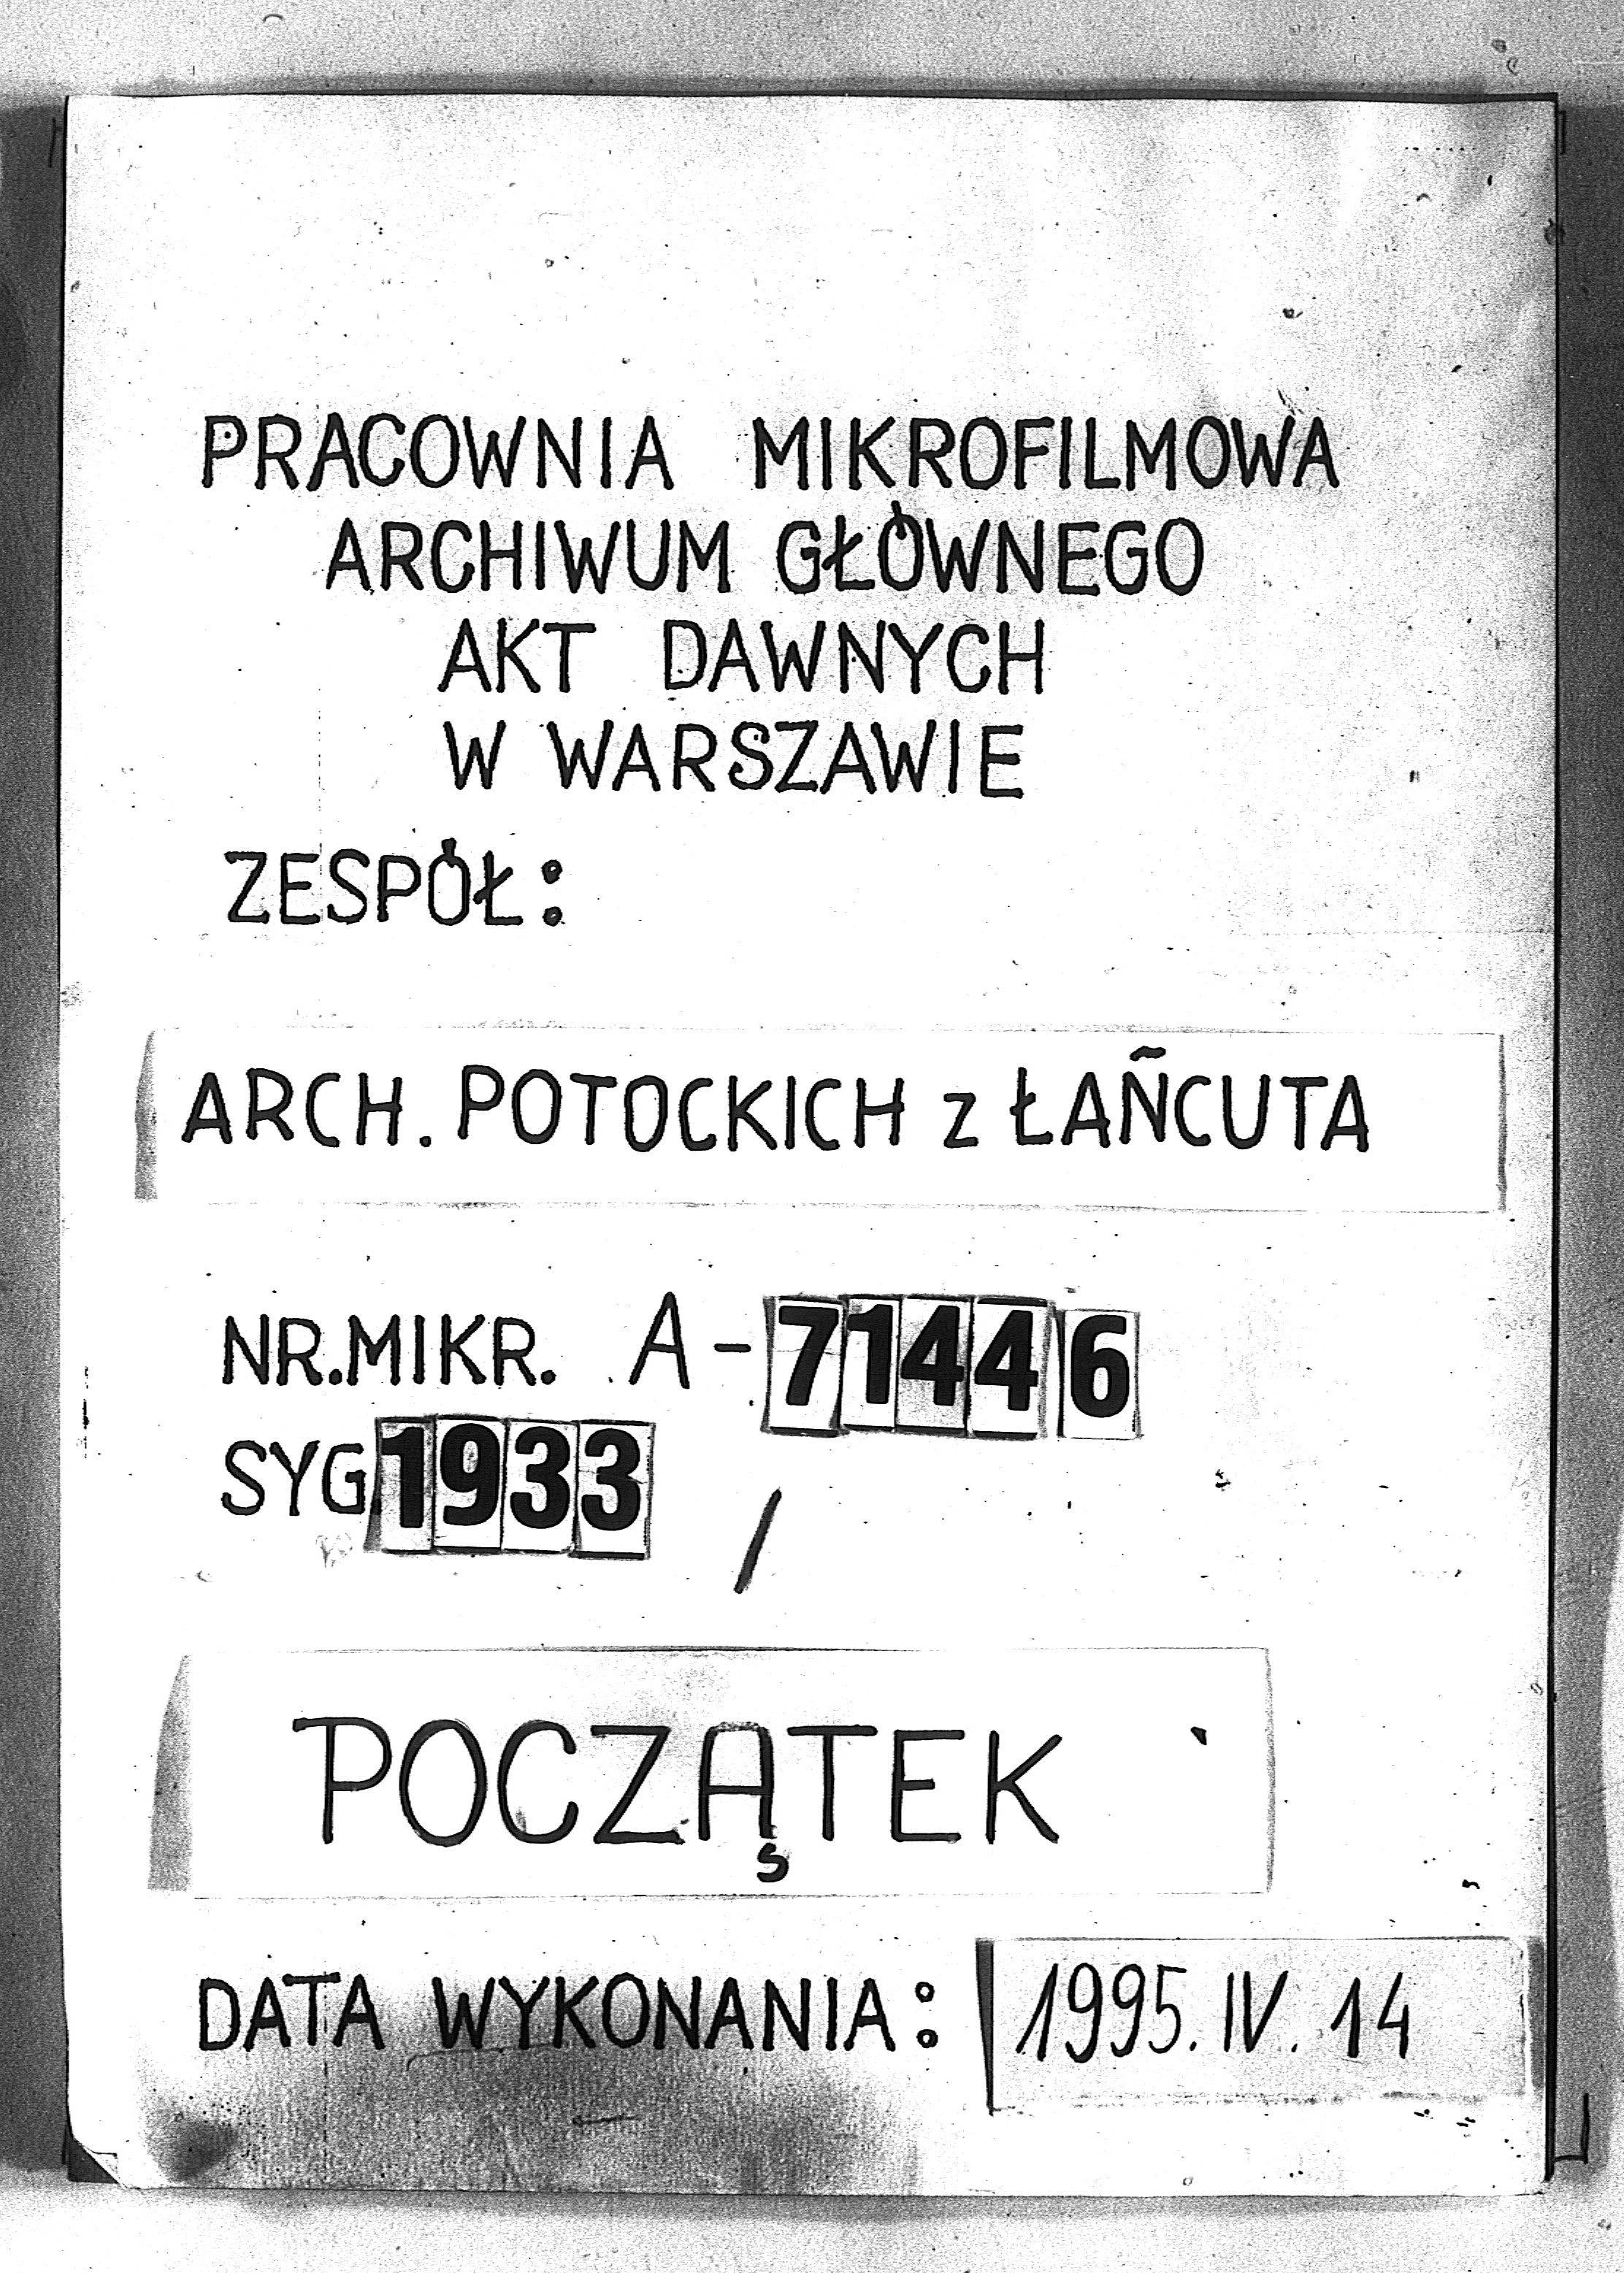 PRACOWNIA MIKROFILMOWA
ARCHIWUM GŁÓWNEGO
AKT DAWNYCH
W WARSZAWIE
ZESPÓŁ:
ARCH. POTOCKICH z ŁAŃCUTA
NR.MIKR. A-71446
SYG.1933 /
POCZĄTEK
DATA WYKONANIA: 1995.IV.14